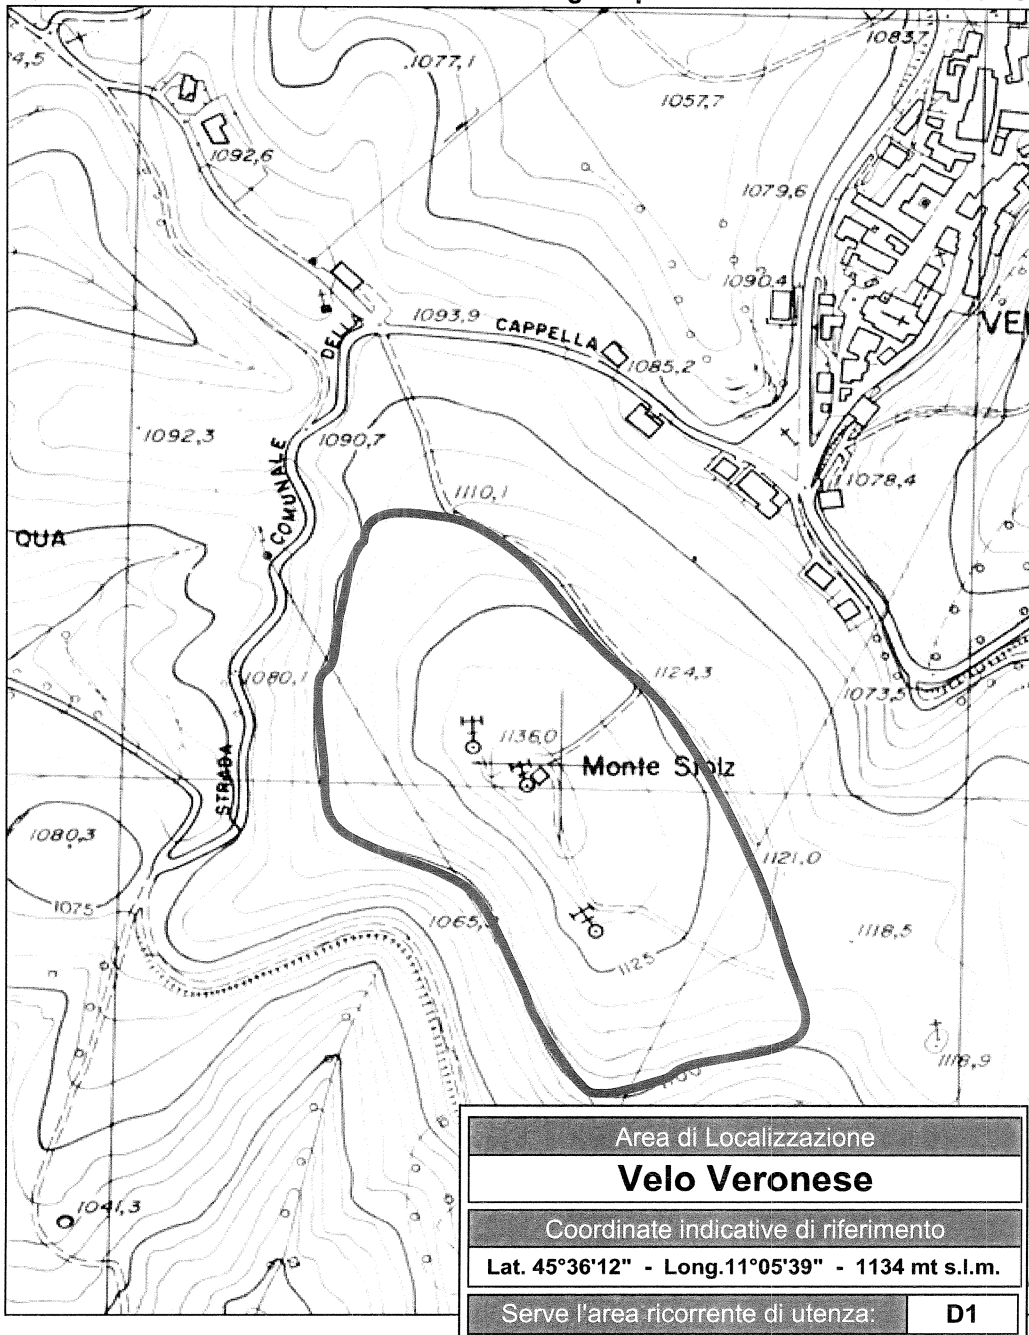 1083,7
1077,1
1057,7
1092,6
1079,6
1090,4
1093,9
CAPPELLA
DELLA
VE
1085,2
1092,3
1090,7
COMUNALE
1078,4
1110,1
QUA
1124,3
1080,1
1073,5
1136,0
Monte Stolz
STRADA
1080,3
1121,0
1075
1065,
1118,5
1125
1118,9
1100
1041,3
Area di Localizzazione
Velo Veronese
Coordinate indicative di riferimento
Lat. 45°36'12" - Long.11°05'39" - 1134 mt s.l.m.
Serve l'area ricorrente di utenza: D1